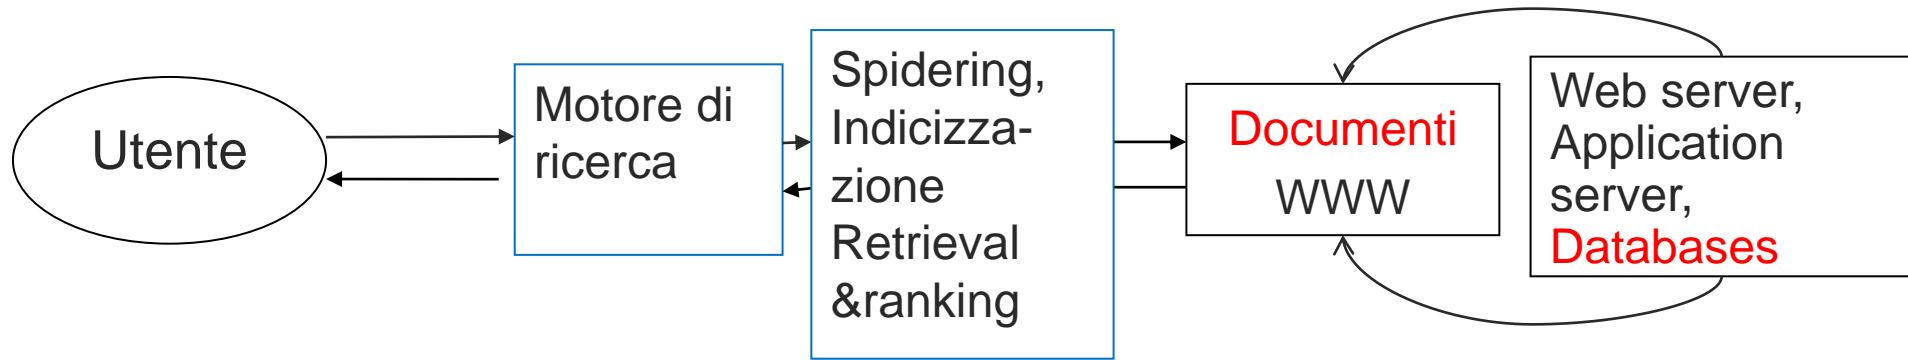 Utente
Motore di
ricerca
Spidering,
Indicizza-
zione
Retrieval
&ranking
Documenti
WWW
Web server,
Application
server,
Databases